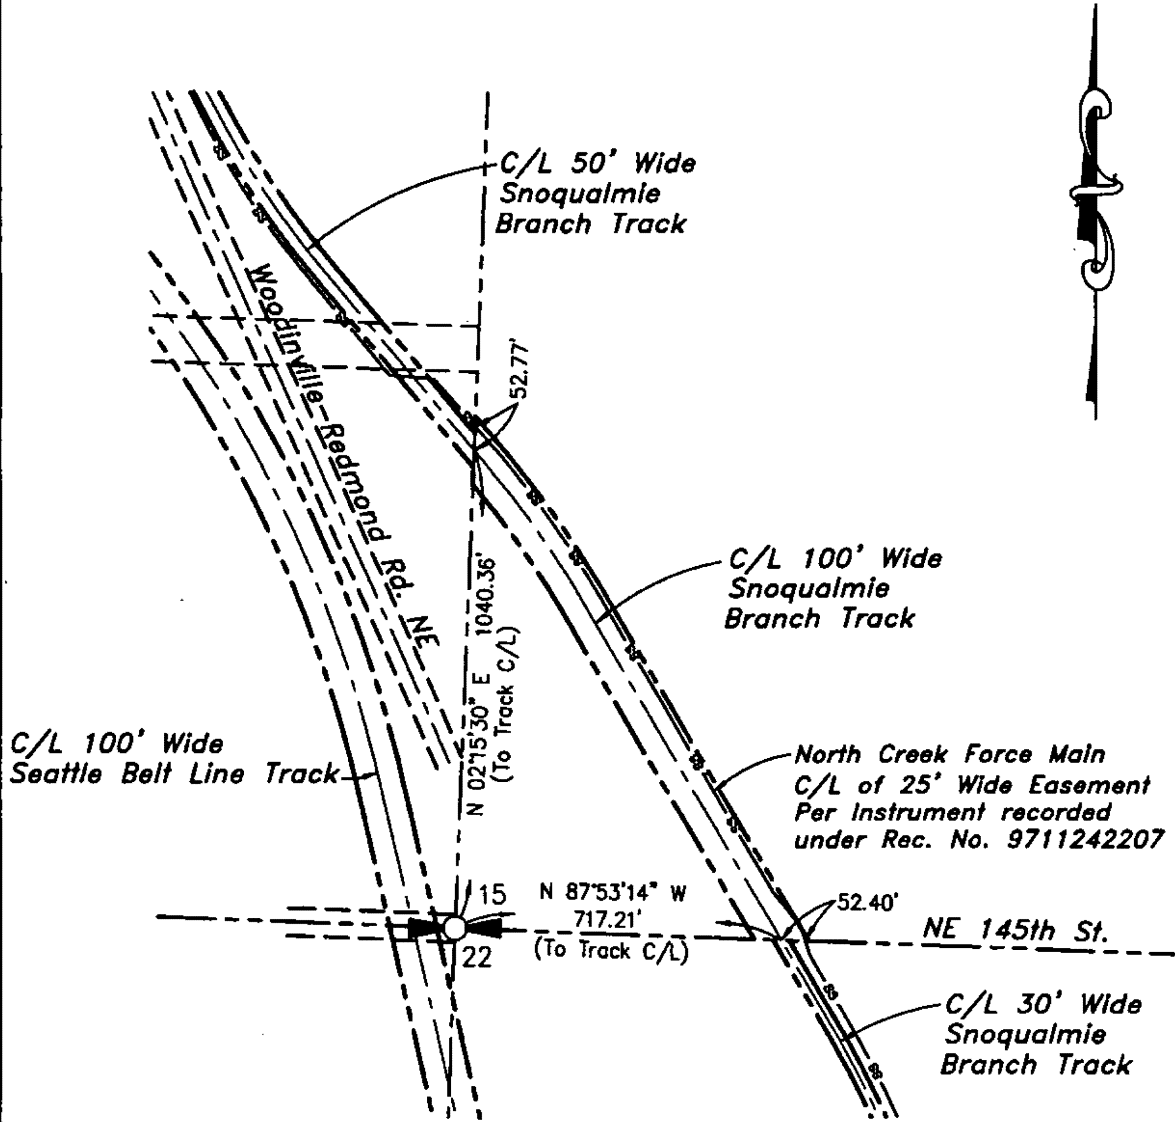 C/L 50' Wide
Snoqualmie
Branch Track
Woodinville-Redmond Rd. NE
52.77'
C/L 100' Wide
Snoqualmie
Branch Track
N 02°15'30" E 1040.36'
(To Track C/L)
C/L 100' Wide
Seattle Belt Line Track
North Creek Force Main
C/L of 25' Wide Easement
Per Instrument recorded
under Rec. No. 9711242207
15
N 87°53'14" W
717.21'
(To Track C/L)
52.40'
NE 145th St.
22
C/L 30' Wide
Snoqualmie
Branch Track